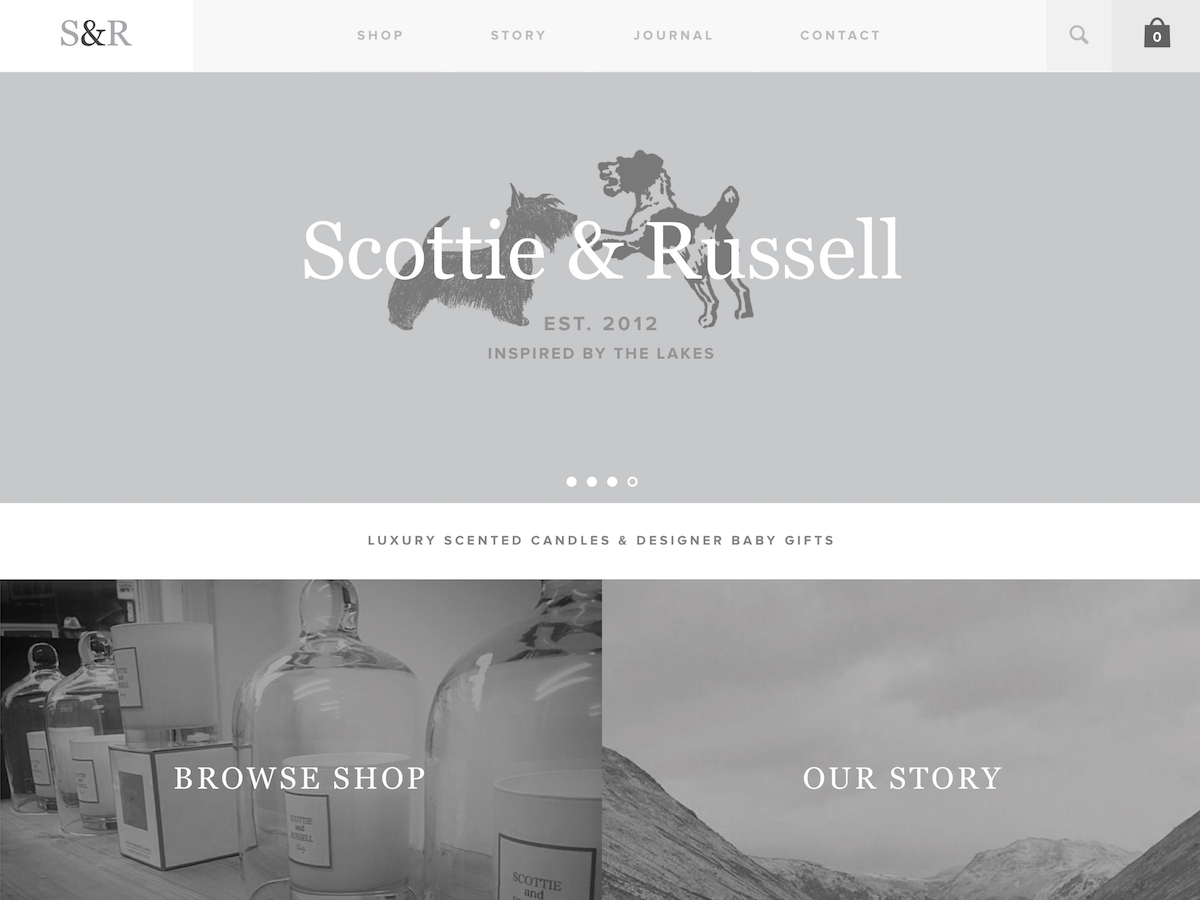 S&R
SHOP
STORY
JOURNAL
CONTACT
0
Scottie & Russell
EST. 2012
INSPIRED BY THE LAKES
LUXURY SCENTED CANDLES & DESIGNER BABY GIFTS
BROWSE SHOP
OUR STORY
SCOTTIE
and
RUSSELL
SCOTTIE
and